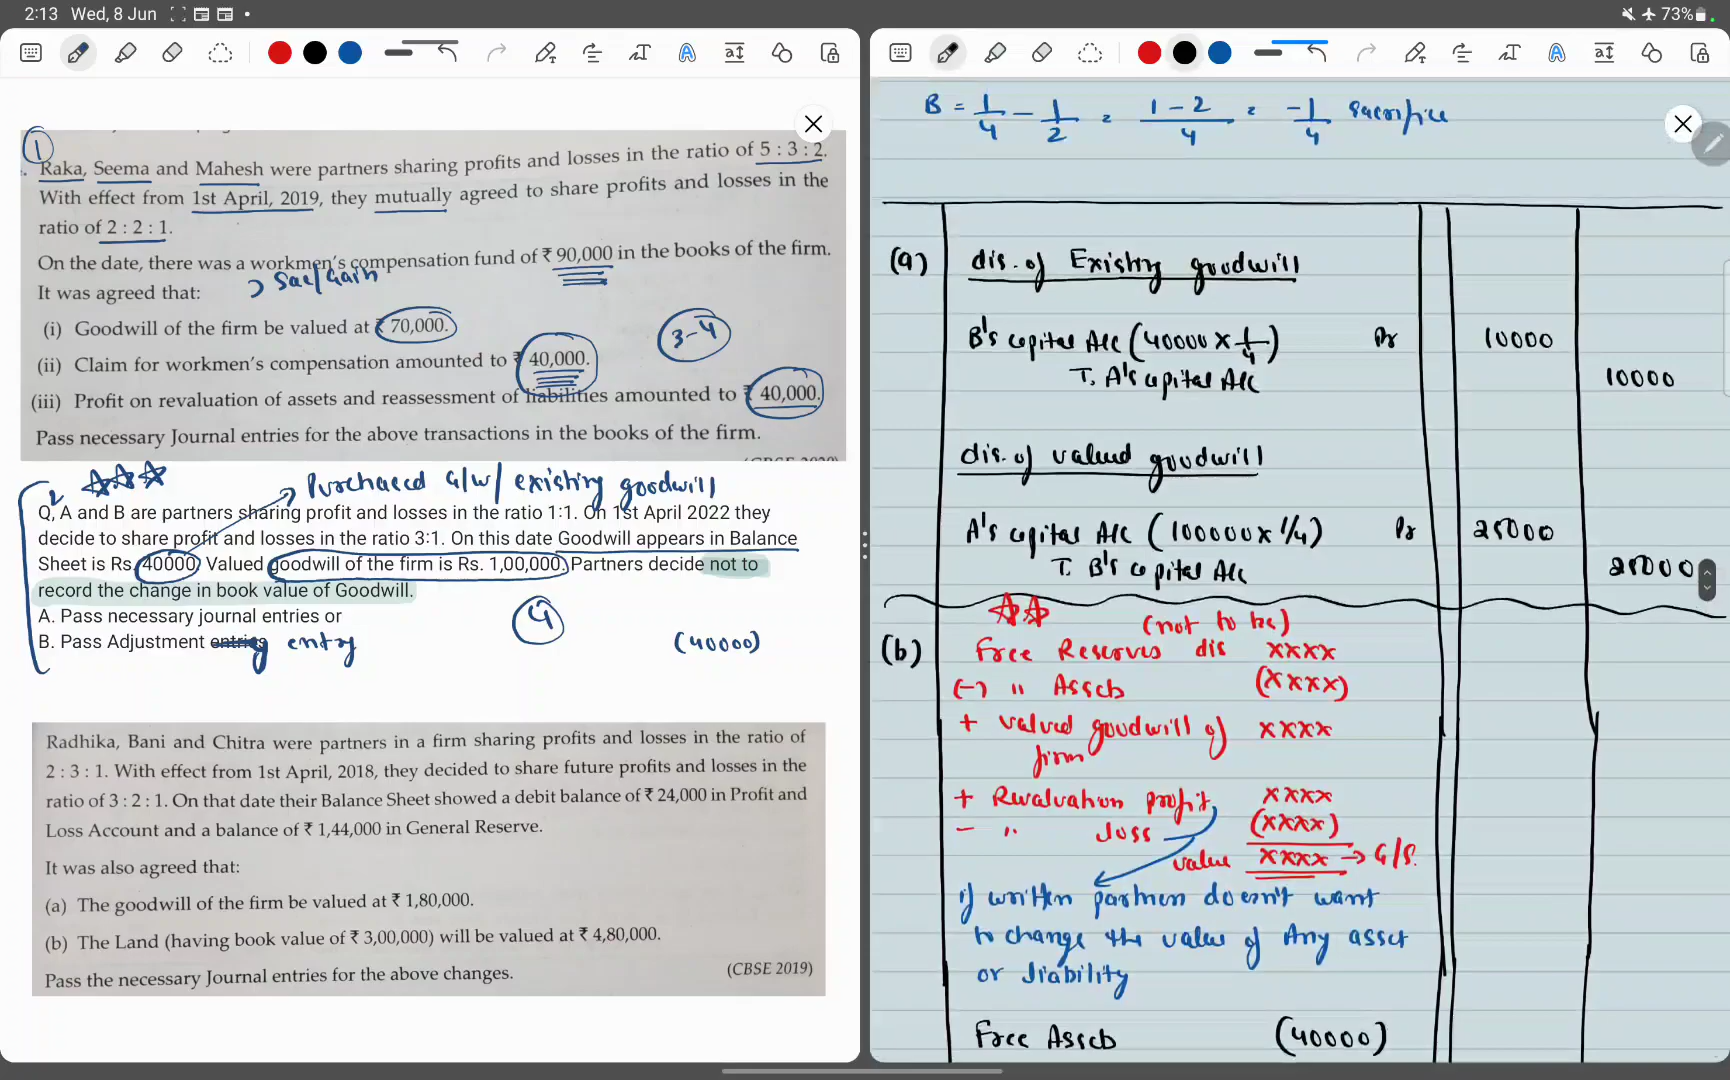 2:13 Wed, 8 Jun
73%
1
Raka, Seema and Mahesh were partners sharing profits and losses in the ratio of 5 : 3 : 2.
With effect from 1st April, 2019, they mutually agreed to share profits and losses in the
ratio of 2 : 2 : 1.
On the date, there was a workmen's compensation fund of ₹ 90,000 in the books of the firm.
It was agreed that:
Sac/Gain
(i) Goodwill of the firm be valued at ₹ 70,000.
3-4
(ii) Claim for workmen's compensation amounted to ₹ 40,000.
(iii) Profit on revaluation of assets and reassessment of liabilities amounted to ₹ 40,000.
Pass necessary Journal entries for the above transactions in the books of the firm.
Purchased G/w/ existing goodwill
2
Q, A and B are partners sharing profit and losses in the ratio 1:1. On 1st April 2022 they
decide to share profit and losses in the ratio 3:1. On this date Goodwill appears in Balance
Sheet is Rs. 40000. Valued goodwill of the firm is Rs. 1,00,000. Partners decide not to
record the change in book value of Goodwill.
A. Pass necessary journal entries or
B. Pass Adjustment entries entry
4
(40000)
Radhika, Bani and Chitra were partners in a firm sharing profits and losses in the ratio of
2 : 3 : 1. With effect from 1st April, 2018, they decided to share future profits and losses in the
ratio of 3 : 2 : 1. On that date their Balance Sheet showed a debit balance of ₹ 24,000 in Profit and
Loss Account and a balance of ₹ 1,44,000 in General Reserve.
It was also agreed that:
(a) The goodwill of the firm be valued at ₹ 1,80,000.
(b) The Land (having book value of ₹ 3,00,000) will be valued at ₹ 4,80,000.
Pass the necessary Journal entries for the above changes.
(CBSE 2019)
B = 1/4 - 1/2 = 1-2/4 = -1/4 Sacrifice
(a) dis. of Existing goodwill
B's capital A/c (40000 x 1/4) Dr 10000
T. A's capital A/c 10000
dis. of valued goodwill
A's capital A/c (100000 x 1/4) Dr 25000
T. B's capital A/c 25000
(not to be)
(b) Free Reserves dis xxxx
(-) " Assets (xxxx)
+ valued goodwill of xxxx
firm
+ Revaluation profit xxxx
- " loss (xxxx)
value xxxx → G/S.
if written partners doesn't want
to change the value of Any asset
or liability
Free Assets (40000)